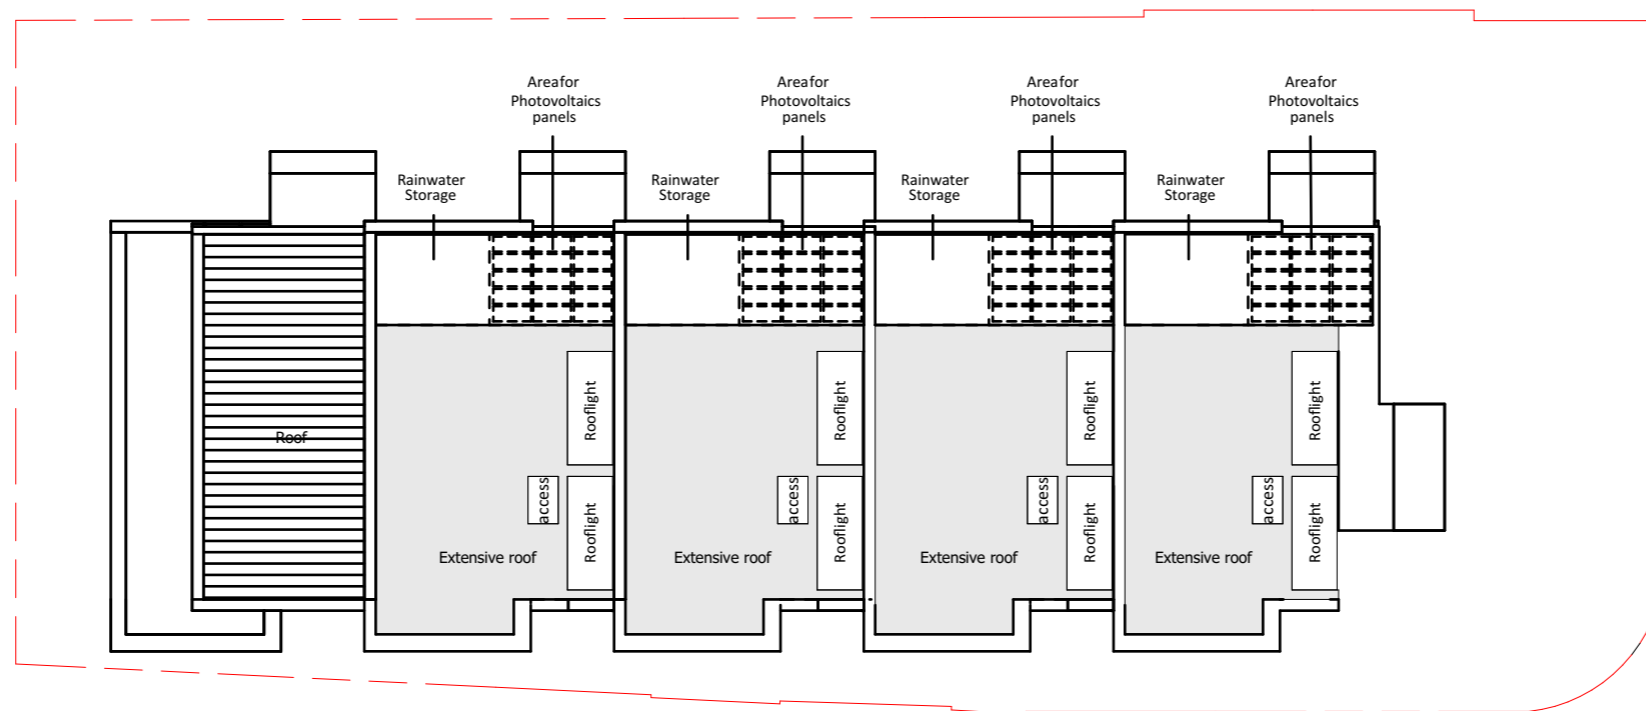 Areafor
Photovoltaics
panels
Areafor
Photovoltaics
panels
Areafor
Photovoltaics
panels
Areafor
Photovoltaics
panels
Rainwater
Storage
Rainwater
Storage
Rainwater
Storage
Rainwater
Storage
Roof
Rooflight
Rooflight
Rooflight
Rooflight
access
Rooflight
access
Rooflight
access
Rooflight
access
Rooflight
Extensive roof
Extensive roof
Extensive roof
Extensive roof